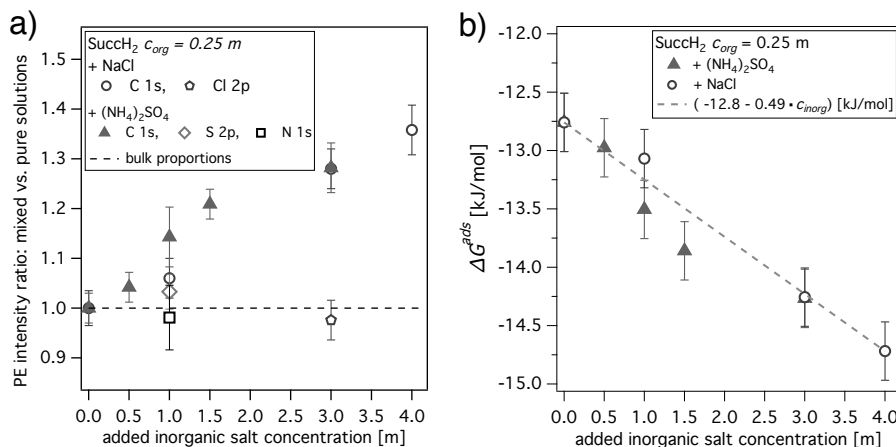 a)
SuccH2 c_org = 0.25 m
+ NaCl
C 1s, Cl 2p
+ (NH4)2SO4
C 1s, S 2p, N 1s
bulk proportions
PE intensity ratio: mixed vs. pure solutions
1.5
1.4
1.3
1.2
1.1
1.0
0.9
0.0 0.5 1.0 1.5 2.0 2.5 3.0 3.5 4.0
added inorganic salt concentration [m]
b)
SuccH2 c_org = 0.25 m
+ (NH4)2SO4
+ NaCl
( -12.8 - 0.49 · c_inorg) [kJ/mol]
ΔG^ads [kJ/mol]
-12.0
-12.5
-13.0
-13.5
-14.0
-14.5
-15.0
0.0 0.5 1.0 1.5 2.0 2.5 3.0 3.5 4.0
added inorganic salt concentration [m]